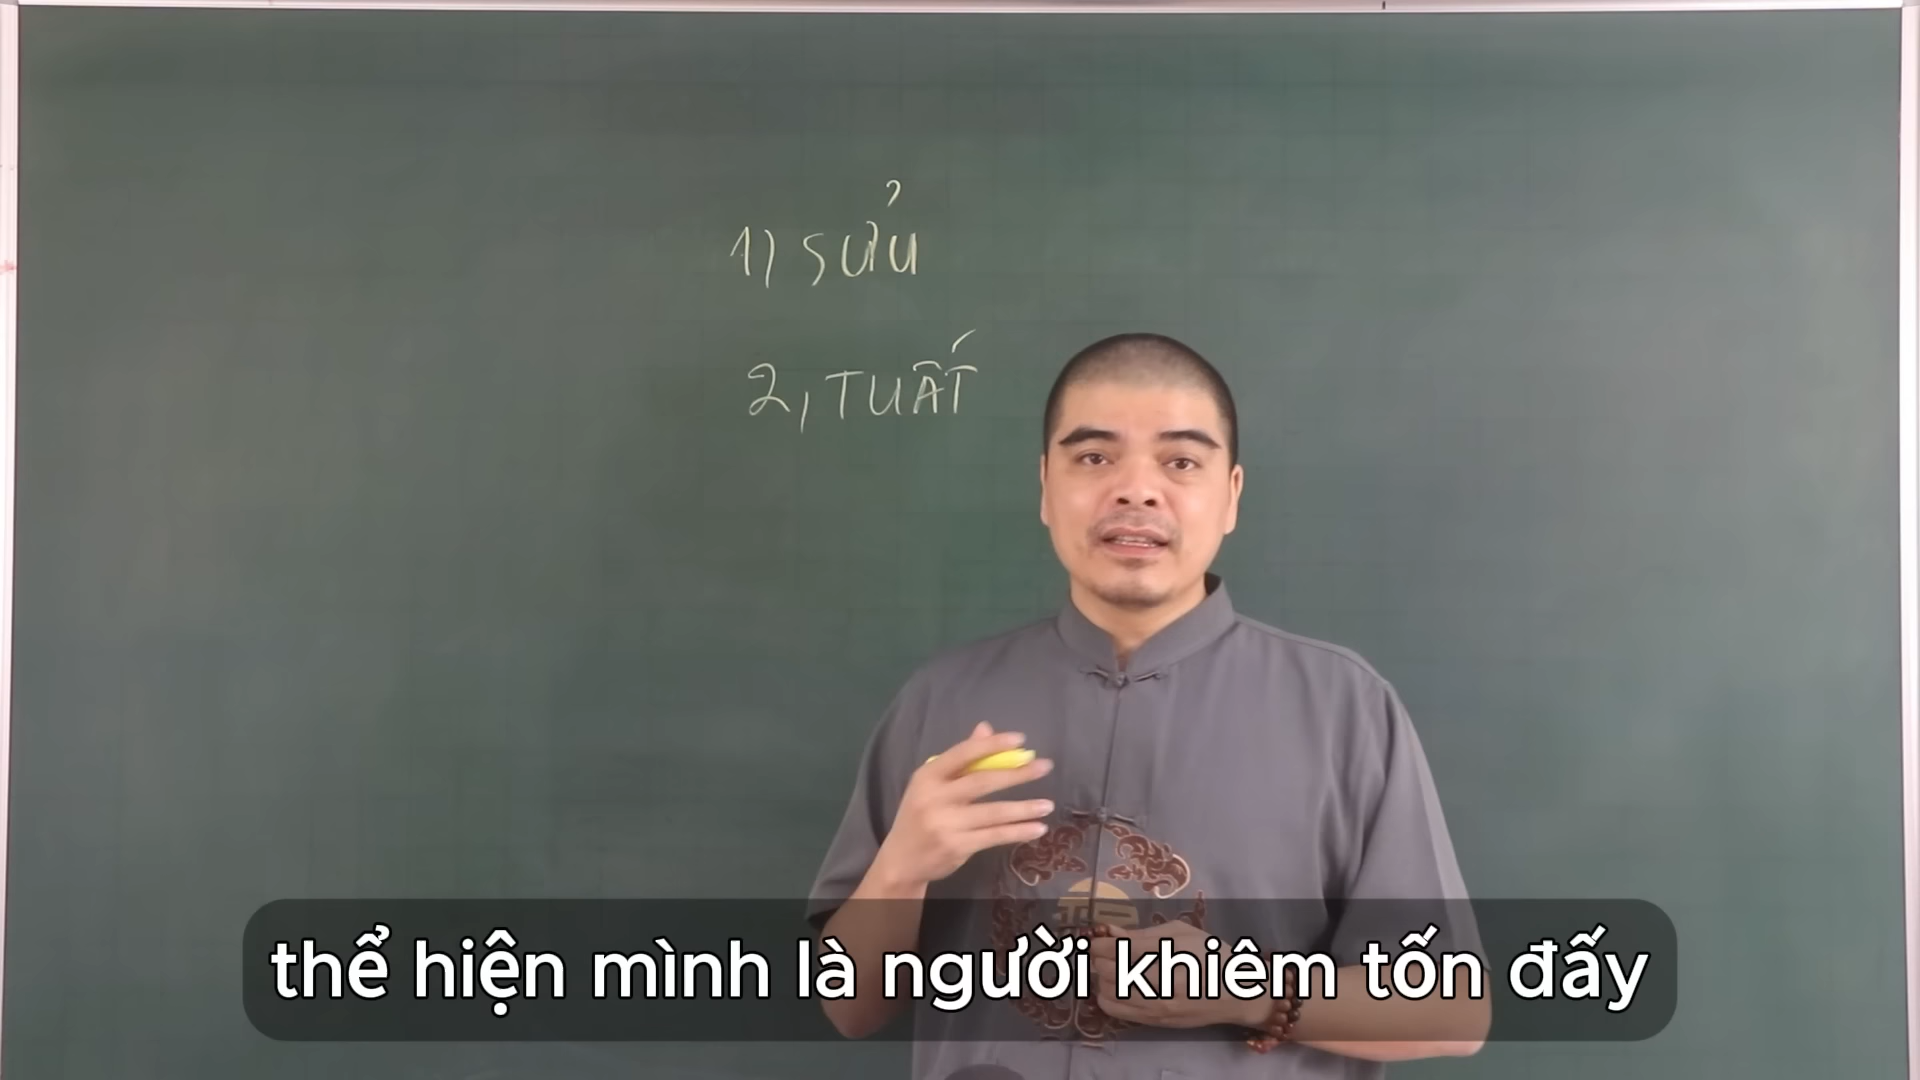 1) SỬU
2, TUẤT
thể hiện mình là người khiêm tốn đấy